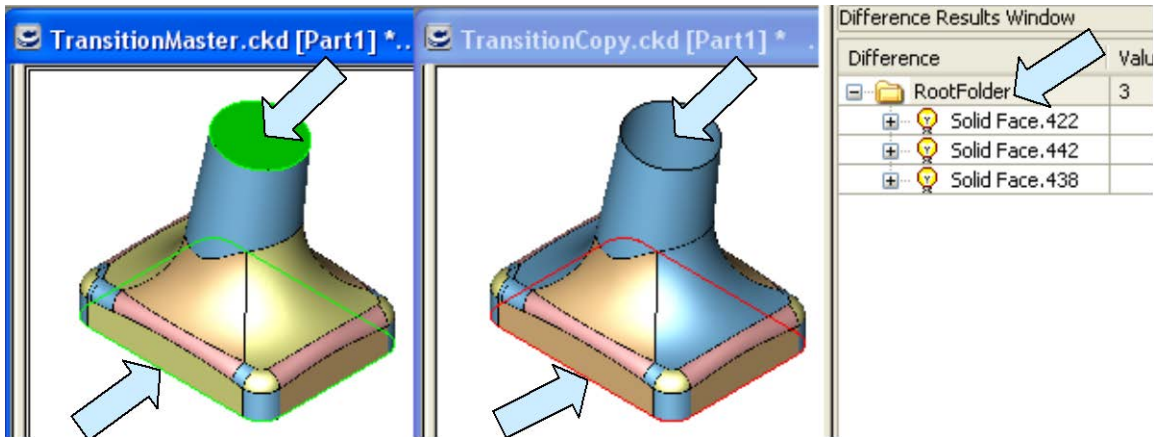 TransitionMaster.ckd [Part1] *..
TransitionCopy.ckd [Part1] * .
Difference Results Window
Difference Valu
RootFolder 3
Solid Face.422
Solid Face.442
Solid Face.438